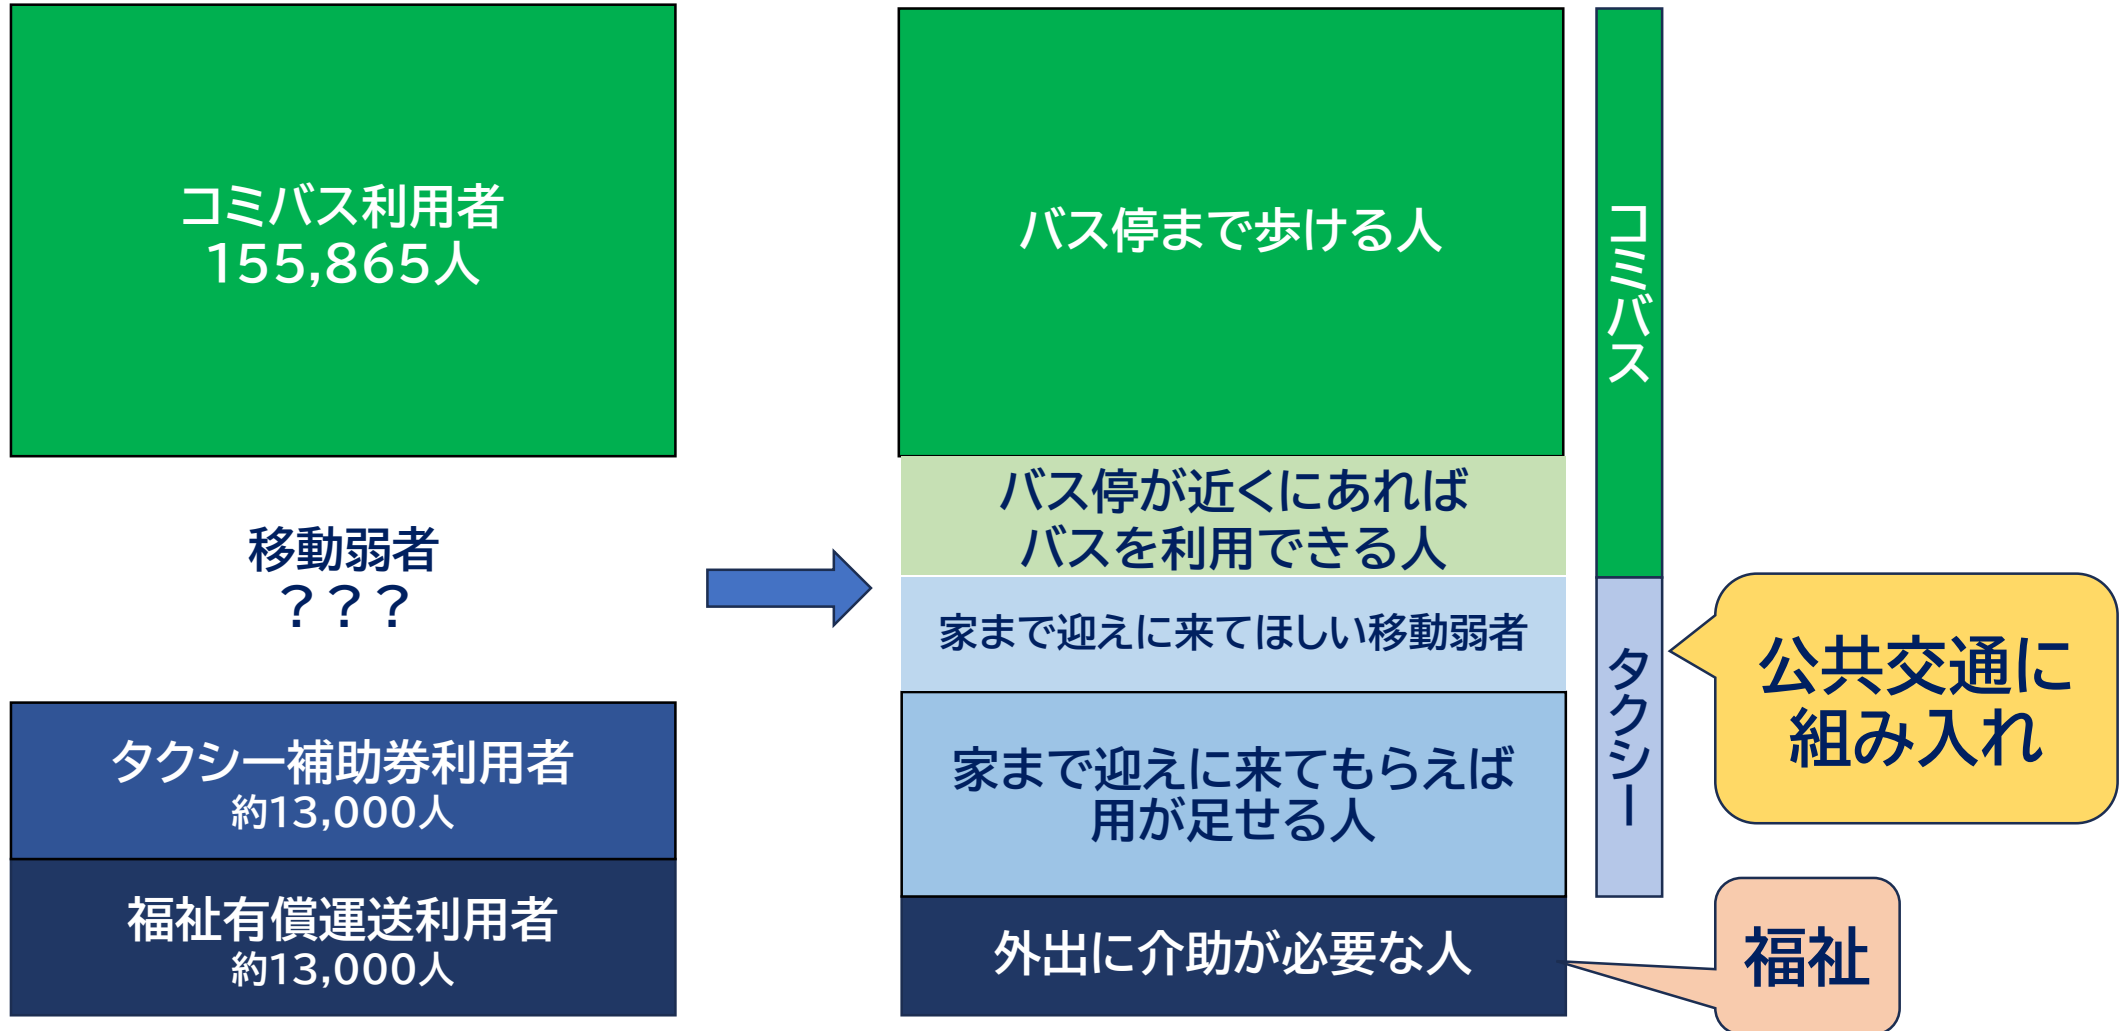 コミバス利用者
155,865人
移動弱者
???
タクシー補助券利用者
約13,000人
福祉有償運送利用者
約13,000人
バス停まで歩ける人
バス停が近くにあれば
バスを利用できる人
家まで迎えに来てほしい移動弱者
家まで迎えに来てもらえば
用が足せる人
外出に介助が必要な人
コミバス
タクシー
公共交通に
組み入れ
福祉